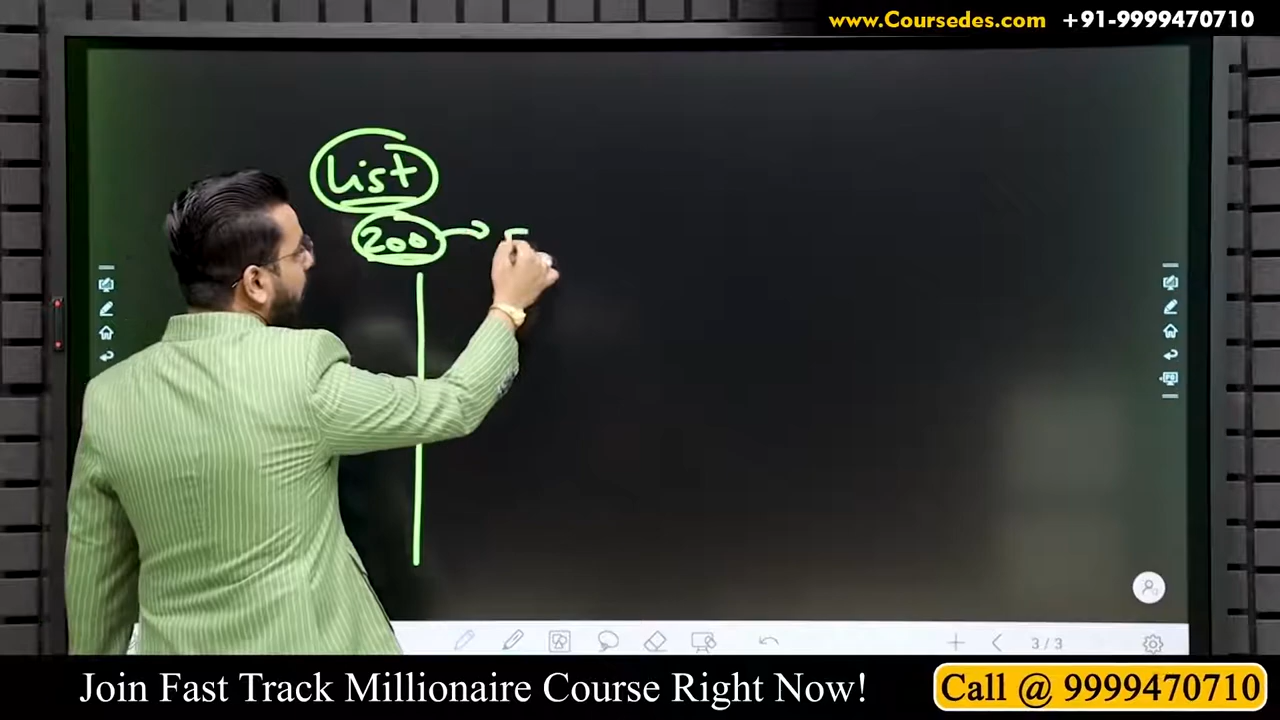 www.Coursedes.com +91-9999470710
List
200
3 / 3
Join Fast Track Millionaire Course Right Now!
Call @ 9999470710